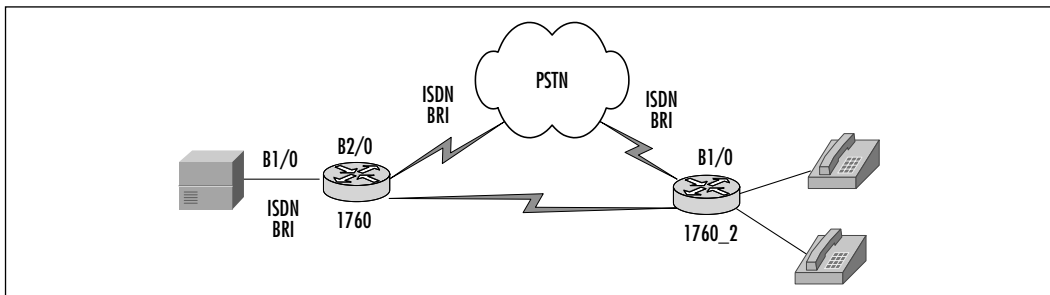 PSTN
ISDN
BRI
ISDN
BRI
B1/0
B2/0
B1/0
ISDN
BRI
1760
1760_2